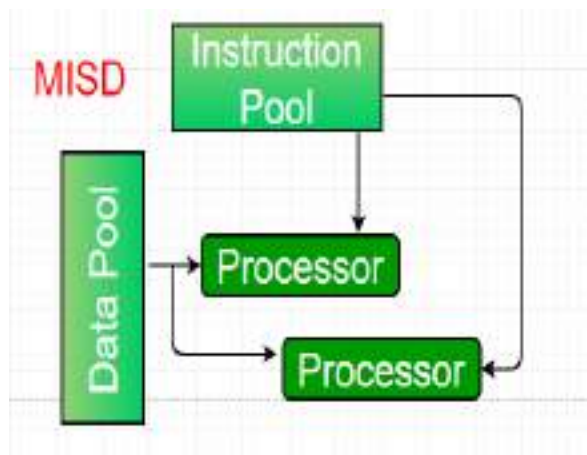 MISD
Instruction
Pool
Data Pool
Processor
Processor